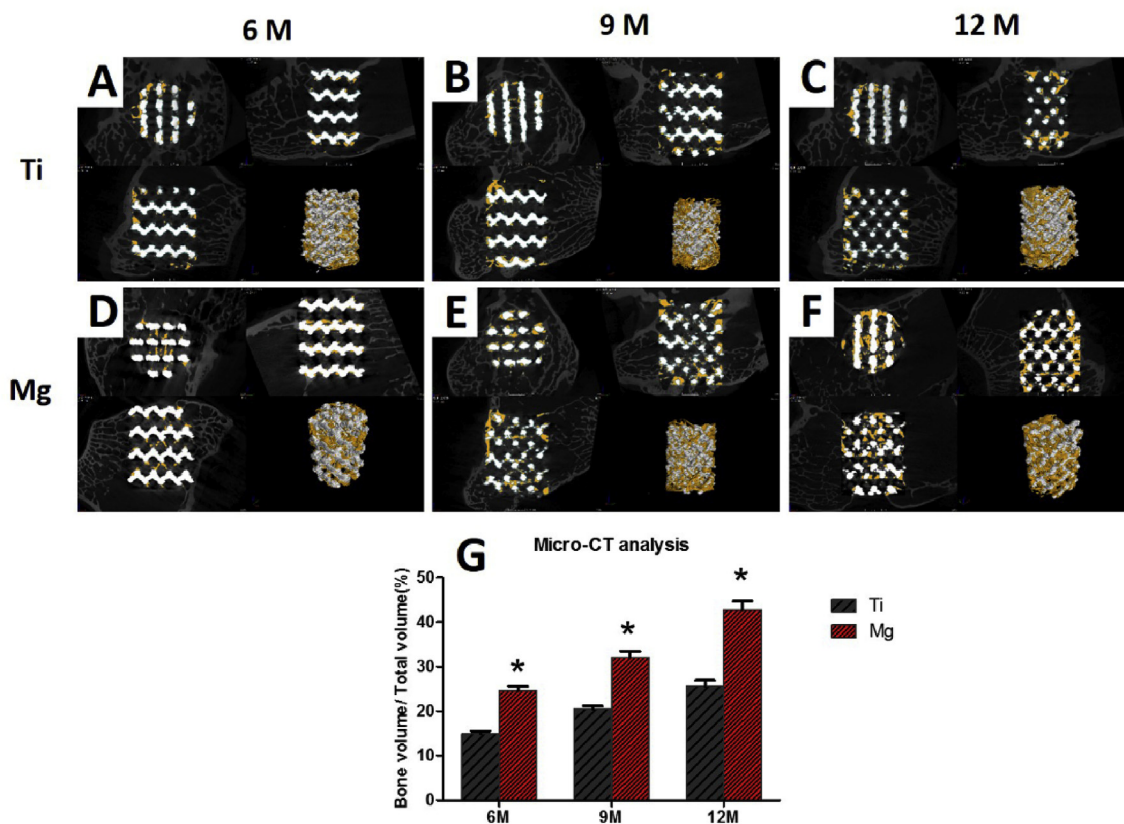 6 M 9 M 12 M
A B C
Ti
D E F
Mg
G Micro-CT analysis
Bone volume/ Total volume(%)
50
40
30
20
10
0
* * *
6M 9M 12M
Ti
Mg